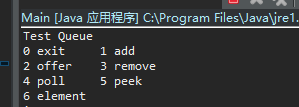 Main [Java 应用程序] C:\Program Files\Java\jre1.
Test Queue
0 exit 1 add
2 offer 3 remove
4 poll 5 peek
6 element